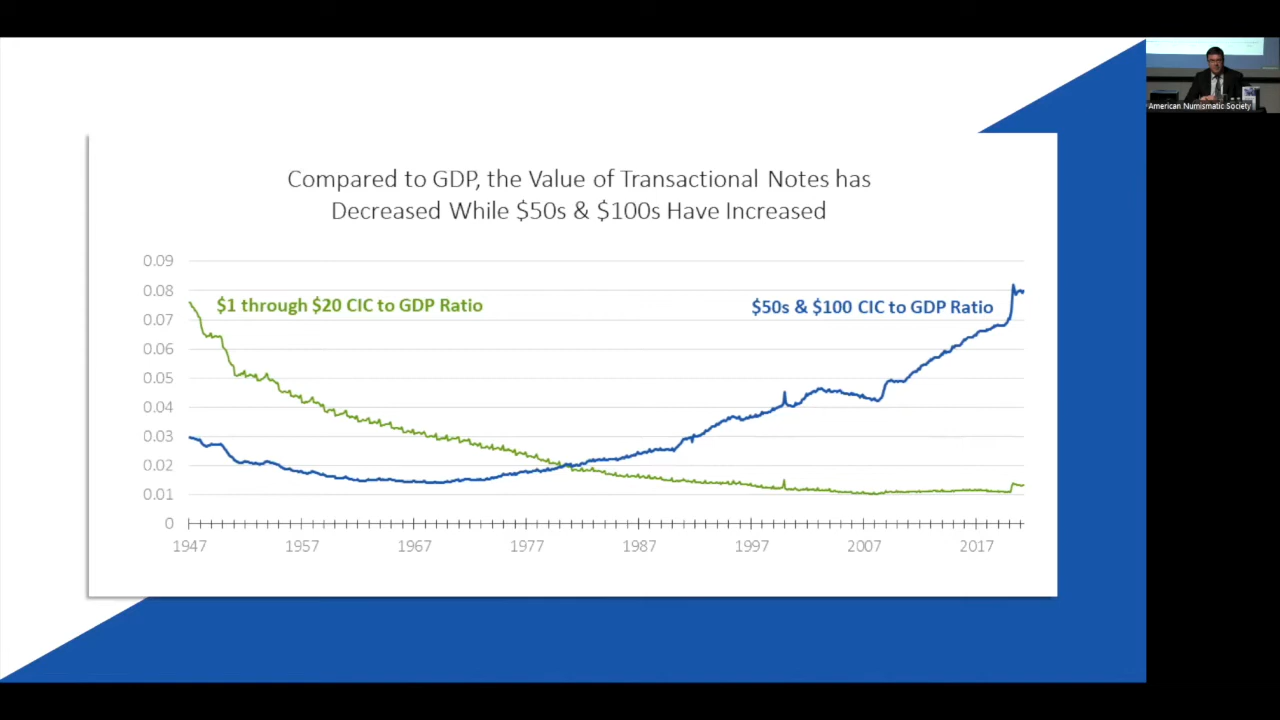 American Numismatic Society
Compared to GDP, the Value of Transactional Notes has
Decreased While $50s & $100s Have Increased
0.09
0.08
0.07
0.06
0.05
0.04
0.03
0.02
0.01
0
$1 through $20 CIC to GDP Ratio
$50s & $100 CIC to GDP Ratio
1947 1957 1967 1977 1987 1997 2007 2017